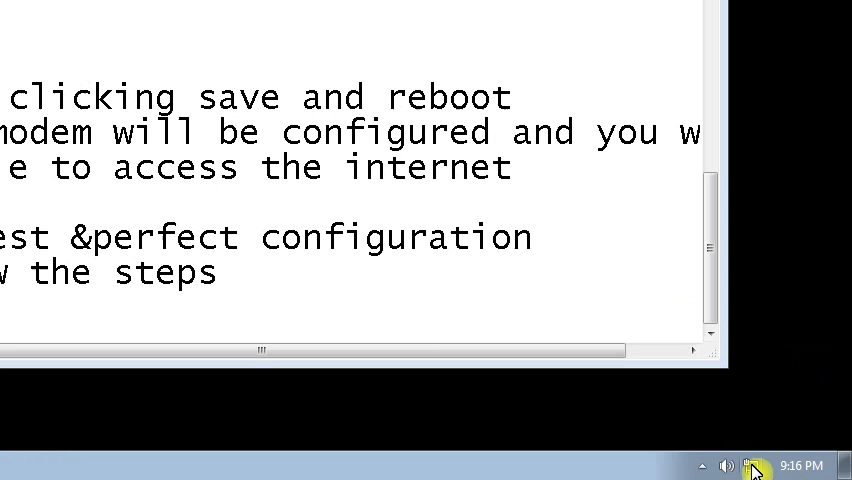 clicking save and reboot
modem will be configured and you w
e to access the internet
est &perfect configuration
w the steps
9:16 PM